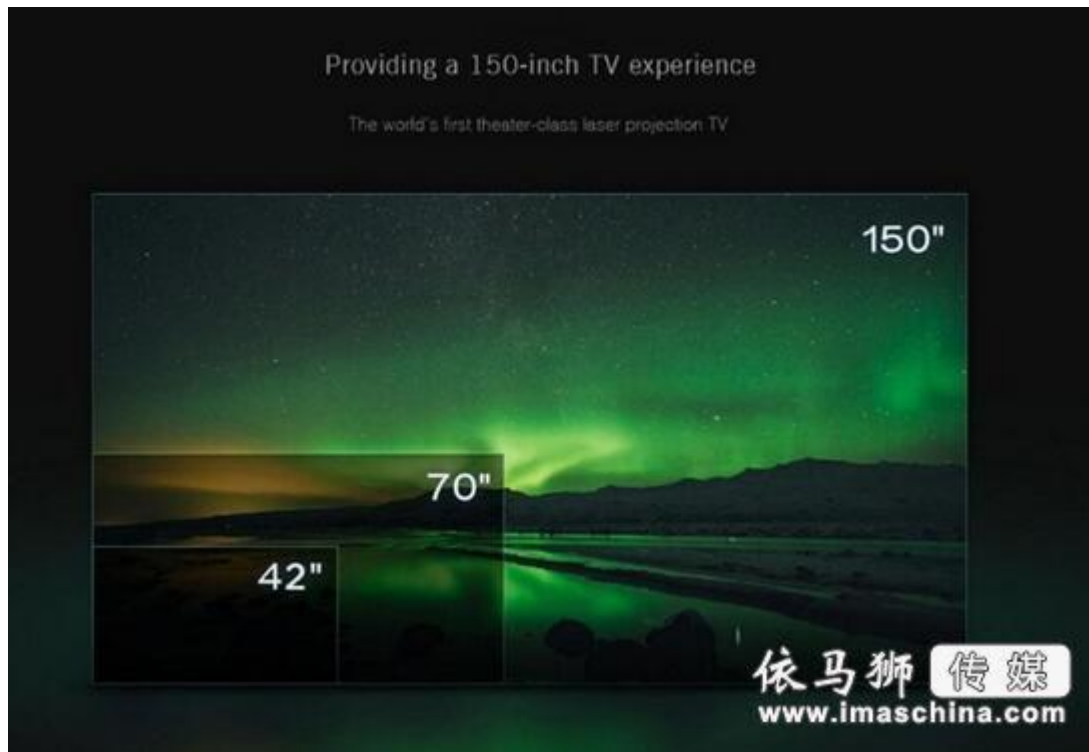 Providing a 150-inch TV experience
The world's first theater-class laser projection TV
150"
70"
42"
依马狮 传媒
www.imaschina.com